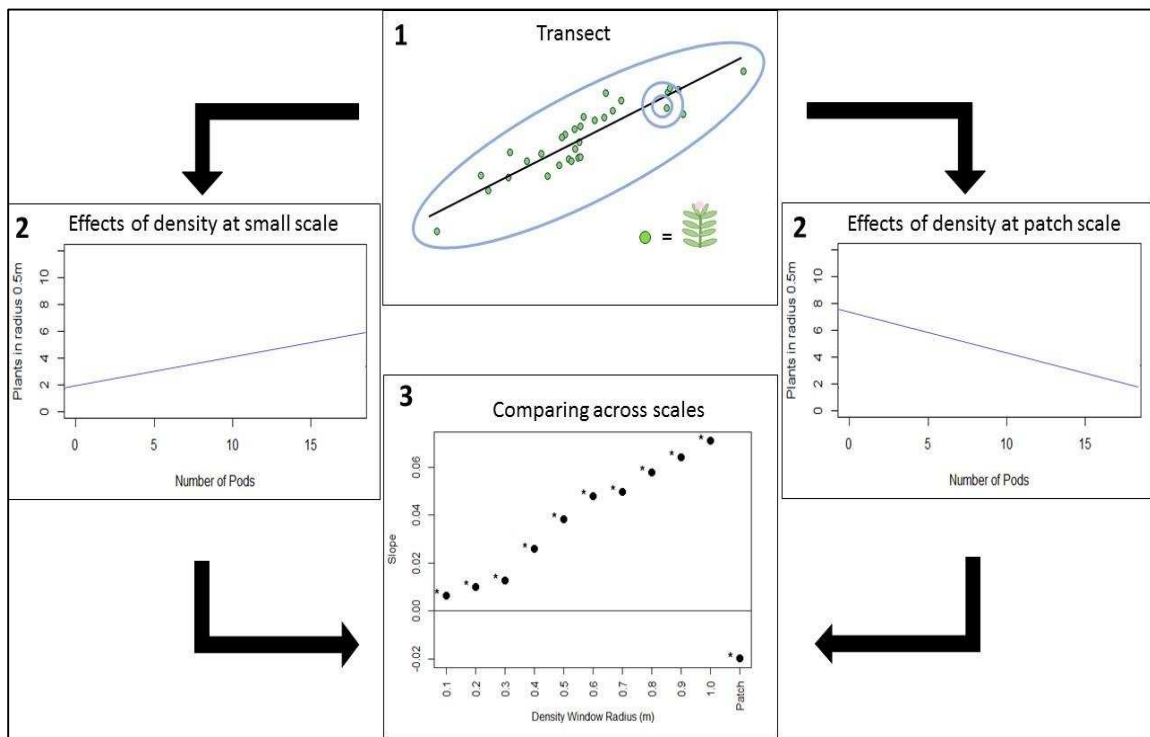 1
Transect
=
2
Effects of density at small scale
Plants in radius 0.5m
10
8
6
4
2
0
0 5 10 15
Number of Pods
2
Effects of density at patch scale
Plants in radius 0.5m
10
8
6
4
2
0
0 5 10 15
Number of Pods
3
Comparing across scales
Slope
0.06
0.04
0.02
0.00
-0.02
* * * * * * * * * * *
0.1 0.2 0.3 0.4 0.5 0.6 0.7 0.8 0.9 1.0 Patch
Density Window Radius (m)